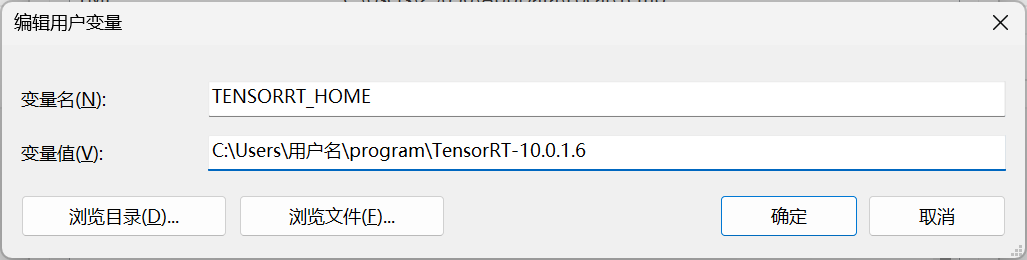 编辑用户变量
变量名(N):
TENSORRT_HOME
变量值(V):
C:\Users\用户名\program\TensorRT-10.0.1.6
浏览目录(D)...
浏览文件(F)...
确定
取消